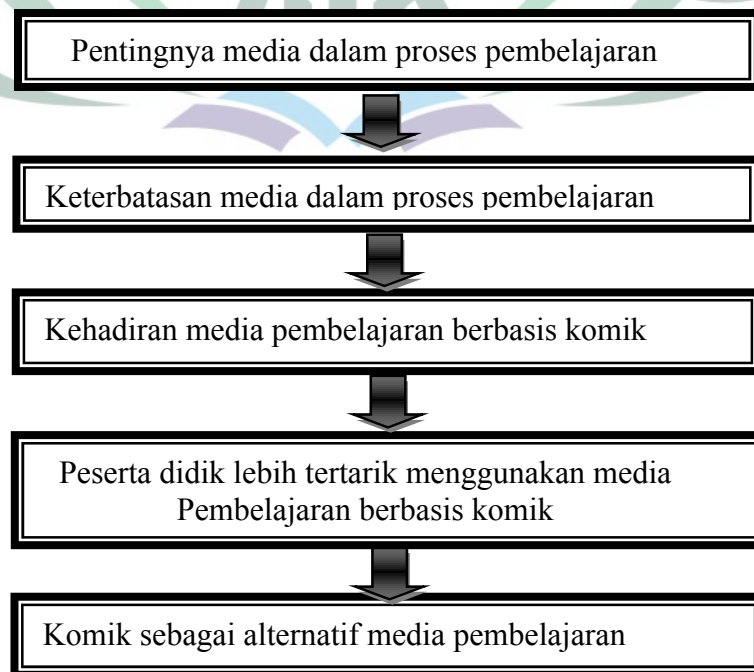 Pentingnya media dalam proses pembelajaran
Keterbatasan media dalam proses pembelajaran
Kehadiran media pembelajaran berbasis komik
Peserta didik lebih tertarik menggunakan media
Pembelajaran berbasis komik
Komik sebagai alternatif media pembelajaran